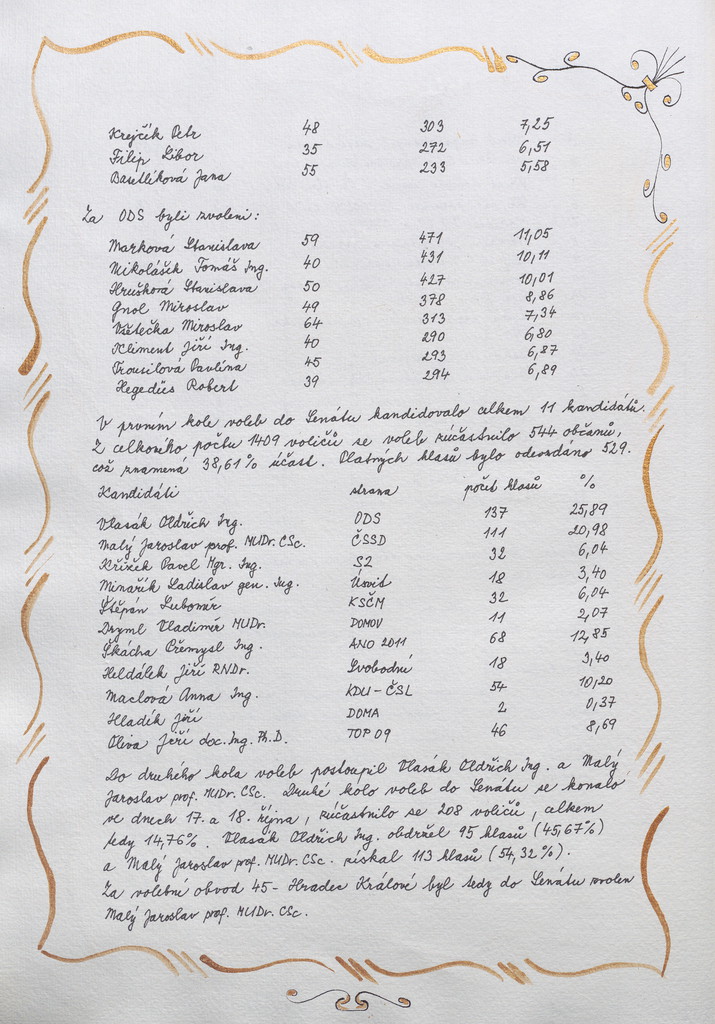 Krejčík Petr 48 303 7,25
Filip Libor 35 272 6,51
Bastlíková Jana 55 233 5,58
Za ODS byli zvoleni:
Marková Stanislava 59 471 11,05
Mikolášek Tomáš Ing. 40 431 10,11
Hrušková Stanislava 50 427 10,01
Gnol Miroslav 49 378 8,86
Všetečka Miroslav 64 313 7,34
Kliment Jiří Ing. 40 290 6,80
Trousilová Pavlína 45 293 6,87
Hegedüs Robert 39 294 6,89
V prvním kole voleb do Senátu kandidovalo celkem 11 kandidátů.
Z celkového počtu 1409 voličů se voleb zúčastnilo 544 občanů,
což znamená 38,61% účast. Platných hlasů bylo odevzdáno 529.
Kandidáti strana počet hlasů %
Vlasák Oldřich Ing. ODS 137 25,89
Malý Jaroslav prof. MUDr. CSc. ČSSD 111 20,98
Křížek Pavel Mgr. Ing. SZ 32 6,04
Minařík Ladislav gen. Ing. Úsvit 18 3,40
Štěpán Lubomír KSČM 32 6,04
Dryml Vladimír MUDr. DOMOV 11 2,07
Škácha Přemysl Ing. ANO 2011 68 12,85
Heldálek Jiří RNDr. Svobodní 18 3,40
Maclová Anna Ing. KDU-ČSL 54 10,20
Hladík Jiří DOMA 2 0,37
Oliva Jiří doc. Ing. Ph.D. TOP 09 46 8,69
Do druhého kola voleb postoupil Vlasák Oldřich Ing. a Malý
Jaroslav prof. MUDr. CSc. Druhé kolo voleb do Senátu se konalo
ve dnech 17. a 18. října, zúčastnilo se 208 voličů, celkem
tedy 14,76%. Vlasák Oldřich Ing. obdržel 95 hlasů (45,67%)
a Malý Jaroslav prof. MUDr. CSc. získal 113 hlasů (54,32%).
Za volební obvod 45 - Hradec Králové byl tedy do Senátu zvolen
Malý Jaroslav prof. MUDr. CSc.